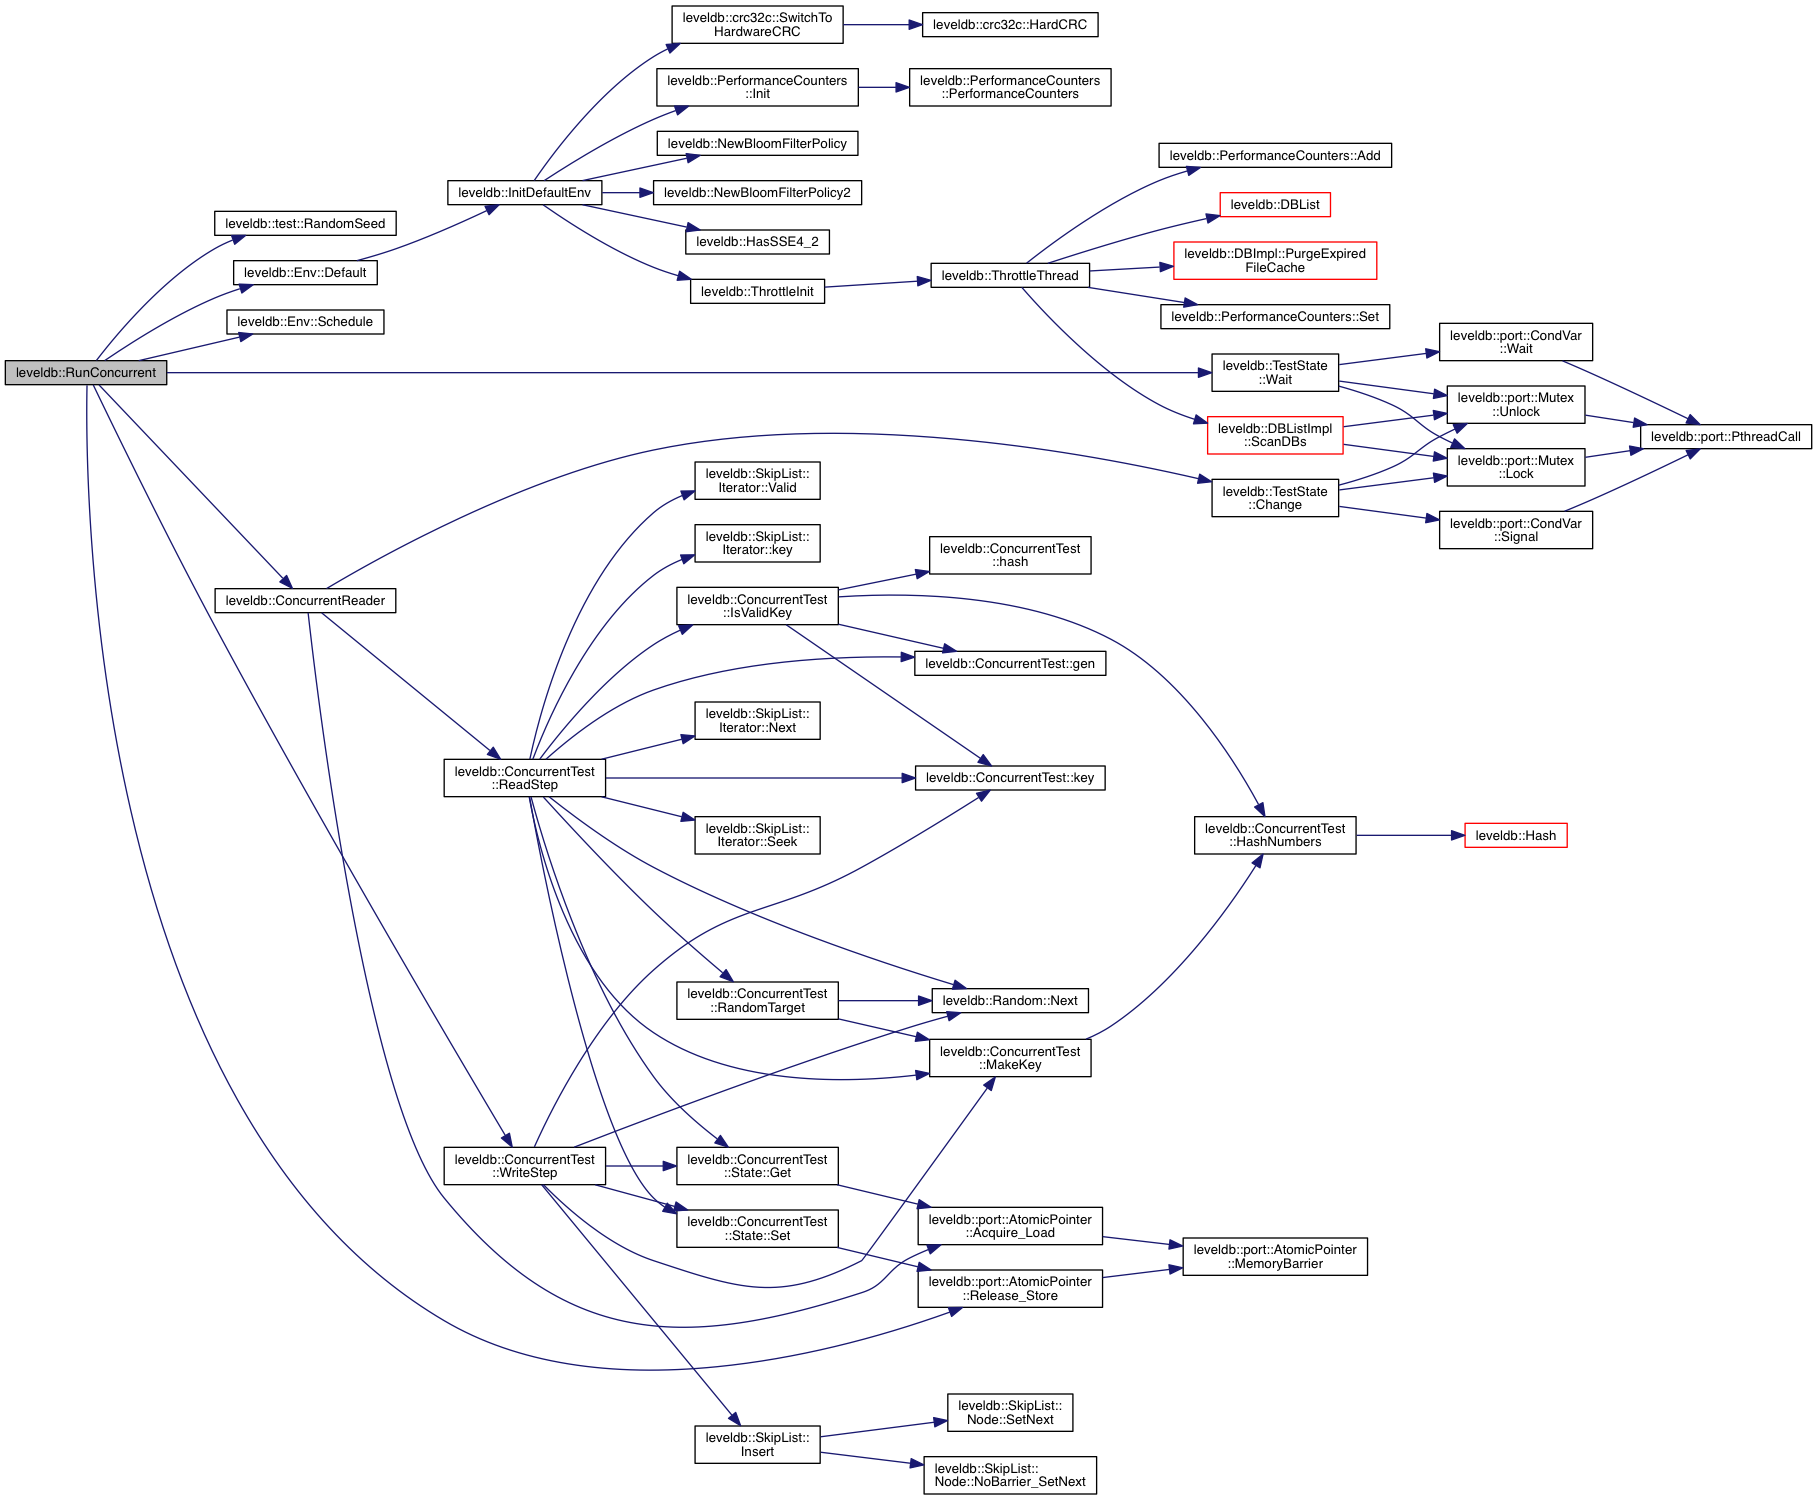 leveldb::crc32c::SwitchTo
HardwareCRC
leveldb::crc32c::HardCRC
leveldb::PerformanceCounters
::Init
leveldb::PerformanceCounters
::PerformanceCounters
leveldb::NewBloomFilterPolicy
leveldb::PerformanceCounters::Add
leveldb::InitDefaultEnv
leveldb::NewBloomFilterPolicy2
leveldb::DBList
leveldb::test::RandomSeed
leveldb::HasSSE4_2
leveldb::DBImpl::PurgeExpired
FileCache
leveldb::Env::Default
leveldb::ThrottleInit
leveldb::ThrottleThread
leveldb::PerformanceCounters::Set
leveldb::Env::Schedule
leveldb::port::CondVar
::Wait
leveldb::RunConcurrent
leveldb::TestState
::Wait
leveldb::port::Mutex
::Unlock
leveldb::DBListImpl
::ScanDBs
leveldb::port::PthreadCall
leveldb::port::Mutex
::Lock
leveldb::SkipList::
Iterator::Valid
leveldb::TestState
::Change
leveldb::port::CondVar
::Signal
leveldb::SkipList::
Iterator::key
leveldb::ConcurrentTest
::hash
leveldb::ConcurrentReader
leveldb::ConcurrentTest
::IsValidKey
leveldb::ConcurrentTest::gen
leveldb::SkipList::
Iterator::Next
leveldb::ConcurrentTest
::ReadStep
leveldb::ConcurrentTest::key
leveldb::SkipList::
Iterator::Seek
leveldb::ConcurrentTest
::HashNumbers
leveldb::Hash
leveldb::ConcurrentTest
::RandomTarget
leveldb::Random::Next
leveldb::ConcurrentTest
::MakeKey
leveldb::ConcurrentTest
::WriteStep
leveldb::ConcurrentTest
::State::Get
leveldb::ConcurrentTest
::State::Set
leveldb::port::AtomicPointer
::Acquire_Load
leveldb::port::AtomicPointer
::MemoryBarrier
leveldb::port::AtomicPointer
::Release_Store
leveldb::SkipList::
Node::SetNext
leveldb::SkipList::
Insert
leveldb::SkipList::
Node::NoBarrier_SetNext